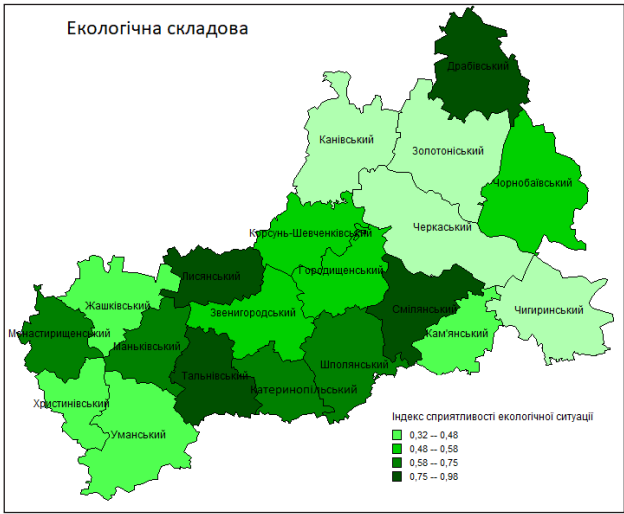 Екологічна складова
Драбівський
Канівський
Золотоніський
Чорнобаївський
Черкаський
Корсунь-Шевченківський
Городищенський
Лисянський
Жашківський
Звенигородський
Смілянський
Чигиринський
Монастирищенський
Маньківський
Кам'янський
Шполянський
Тальнівський
Катеринопільський
Христинівський
Уманський
Індекс сприятливості екологічної ситуації
0,32 -- 0,48
0,48 -- 0,58
0,58 -- 0,75
0,75 -- 0,98